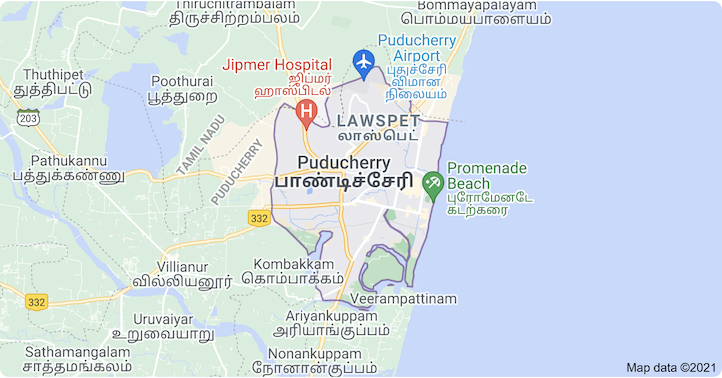 Thiruchitrambalam
திருச்சிற்றம்பலம்
Bommayapalayam
பொம்மயபாளையம்
Puducherry
Airport
புதுச்சேரி
விமான
நிலையம்
Jipmer Hospital
ஜிப்மர்
ஹாஸ்பிடல்
H
Thuthipet
துத்திபட்டு
Poothurai
பூத்துறை
203
LAWSPET
லாஸ்பெட்
TAMIL NADU
PUDUCHERRY
Pathukannu
பத்துக்கண்ணு
Puducherry
பாண்டிச்சேரி
Promenade
Beach
புரோமேனடே
கடற்கரை
332
Villianur
வில்லியனூர்
Kombakkam
கொம்பாக்கம்
332
Veerampattinam
Uruvaiyar
உறுவையாறு
Ariyankuppam
அரியாங்குப்பம்
Sathamangalam
சாத்தமங்கலம்
Nonankuppam
நோனான்குப்பம்
Map data ©2021